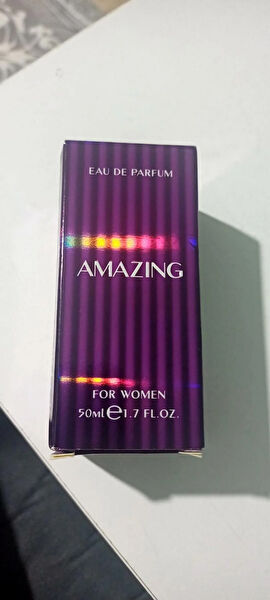 EAU DE PARFUM
AMAZING
FOR WOMEN
50ml℮1.7 FL.OZ.